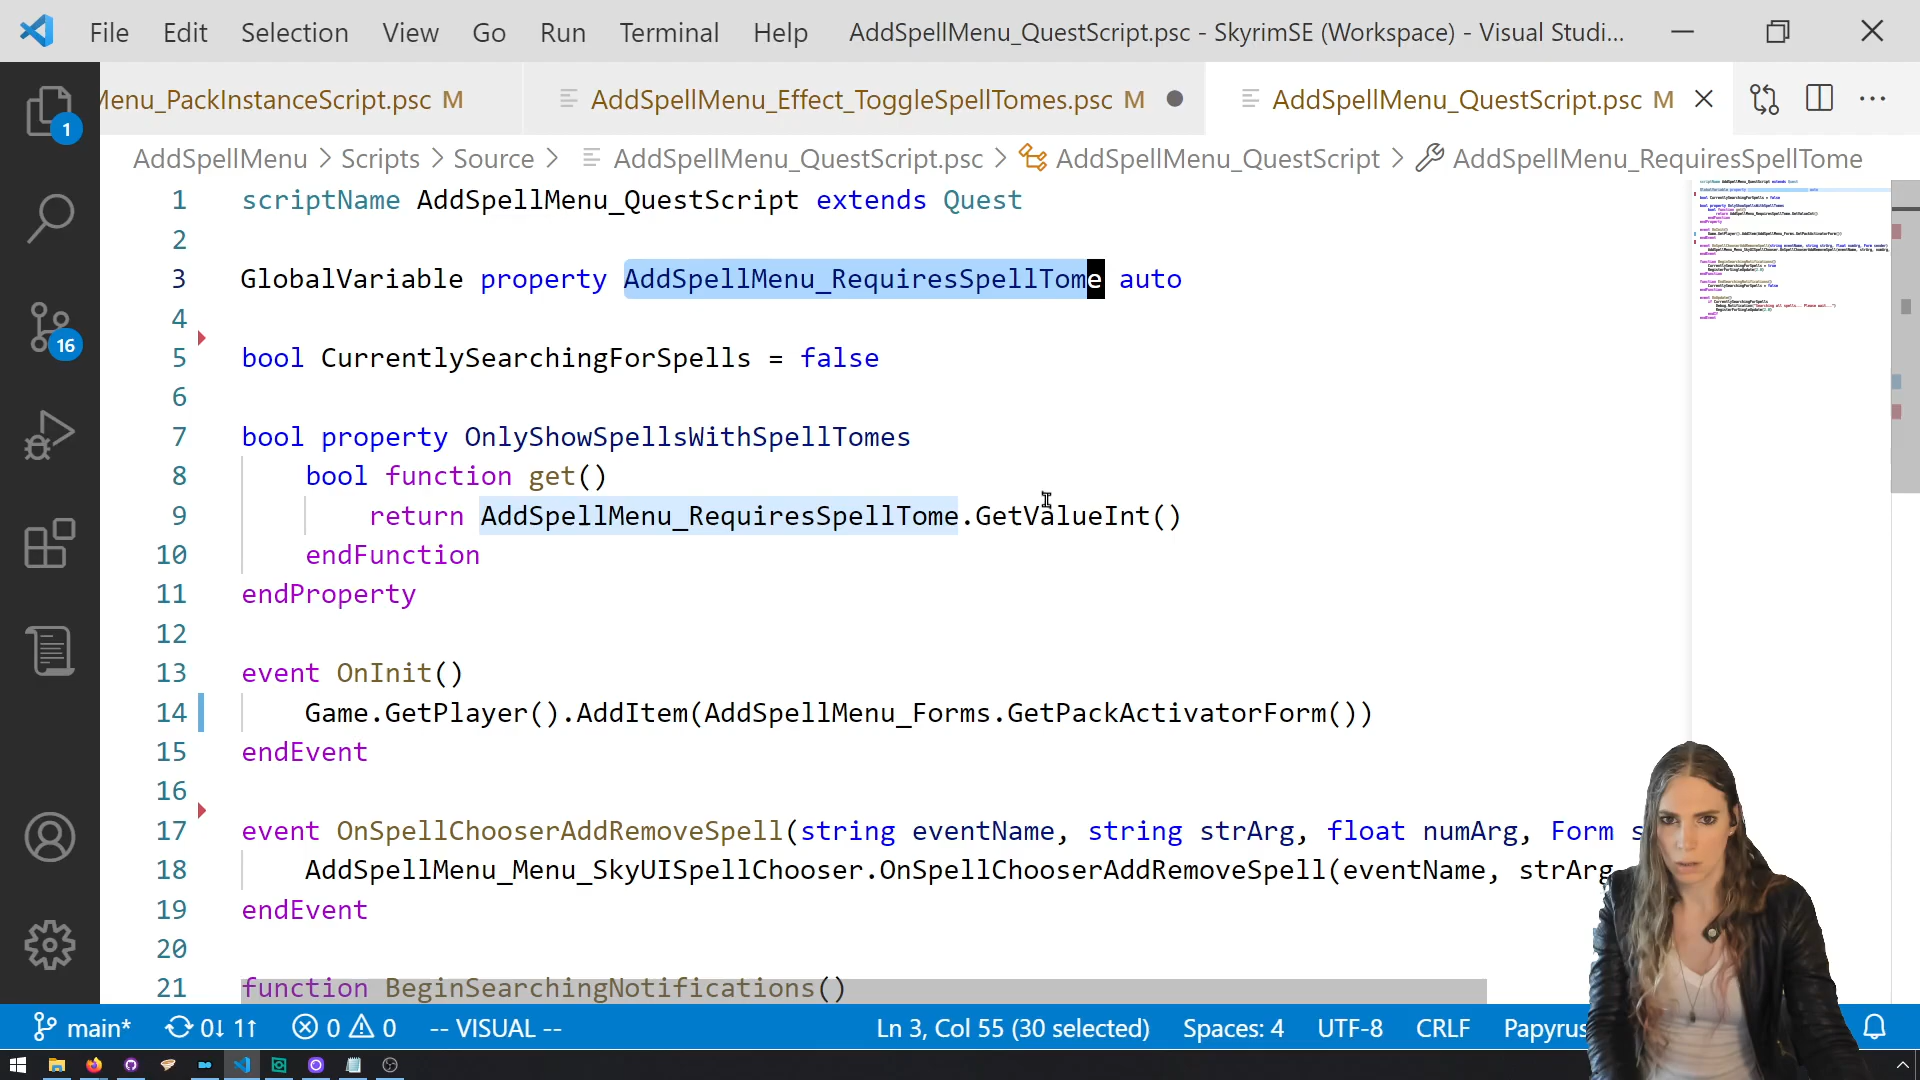 File Edit Selection View Go Run Terminal Help AddSpellMenu_QuestScript.psc - SkyrimSE (Workspace) - Visual Studi...
Menu_PackInstanceScript.psc M AddSpellMenu_Effect_ToggleSpellTomes.psc M AddSpellMenu_QuestScript.psc M
1
AddSpellMenu > Scripts > Source > AddSpellMenu_QuestScript.psc > AddSpellMenu_QuestScript > AddSpellMenu_RequiresSpellTome
1 scriptName AddSpellMenu_QuestScript extends Quest
2
3 GlobalVariable property AddSpellMenu_RequiresSpellTome auto
4
5 bool CurrentlySearchingForSpells = false
16
6
7 bool property OnlyShowSpellsWithSpellTomes
8 bool function get()
9 return AddSpellMenu_RequiresSpellTome.GetValueInt()
10 endFunction
11 endProperty
12
13 event OnInit()
14 Game.GetPlayer().AddItem(AddSpellMenu_Forms.GetPackActivatorForm())
15 endEvent
16
17 event OnSpellChooserAddRemoveSpell(string eventName, string strArg, float numArg, Form s
18 AddSpellMenu_Menu_SkyUISpellChooser.OnSpellChooserAddRemoveSpell(eventName, strArg
19 endEvent
20
21 function BeginSearchingNotifications()
main* 0↓ 1↑ 0 0 -- VISUAL -- Ln 3, Col 55 (30 selected) Spaces: 4 UTF-8 CRLF Papyrus